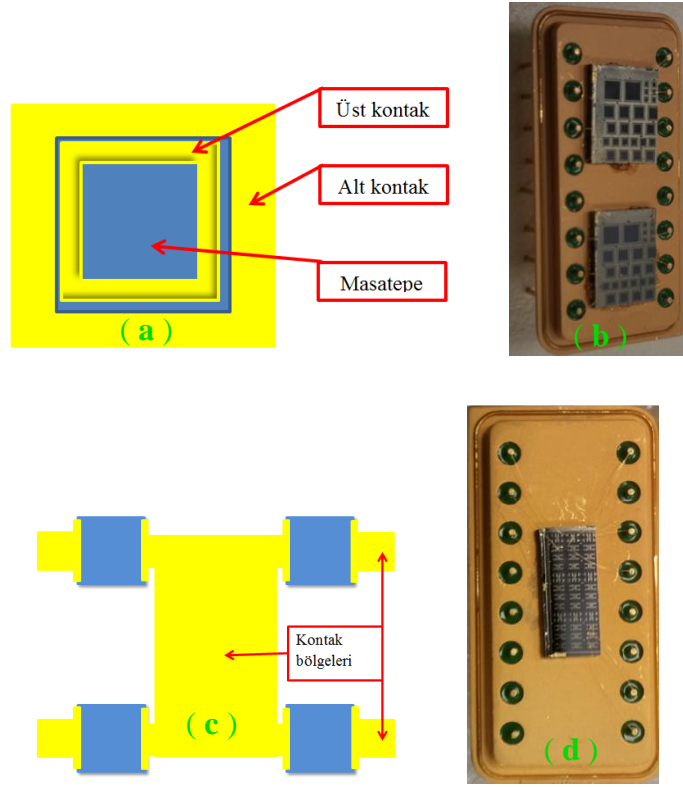 Üst kontak
Alt kontak
Masatepe
( a )
( b )
Kontak
bölgeleri
( c )
( d )